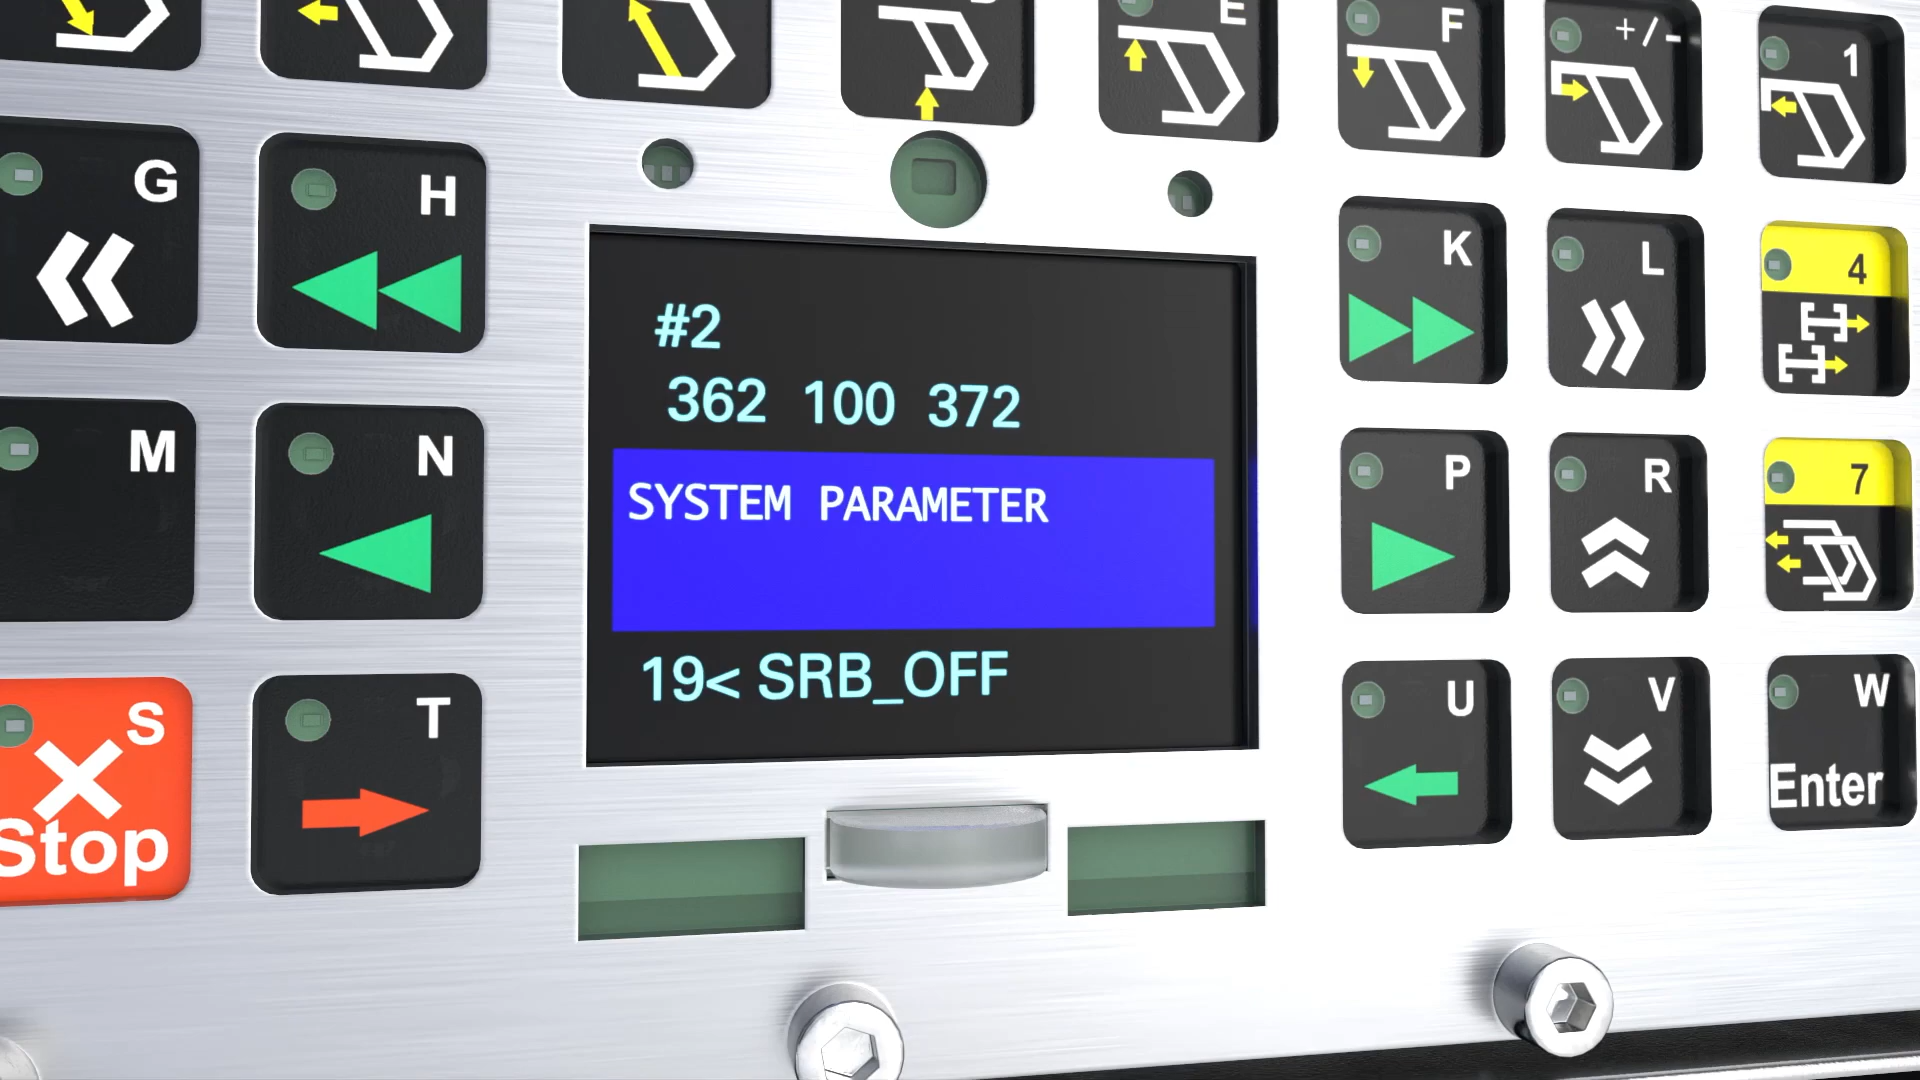 E
F
+/-
1
G
H
K
L
4
#2
362 100 372
SYSTEM PARAMETER
19< SRB_OFF
M
N
P
R
7
S
Stop
T
U
V
W
Enter